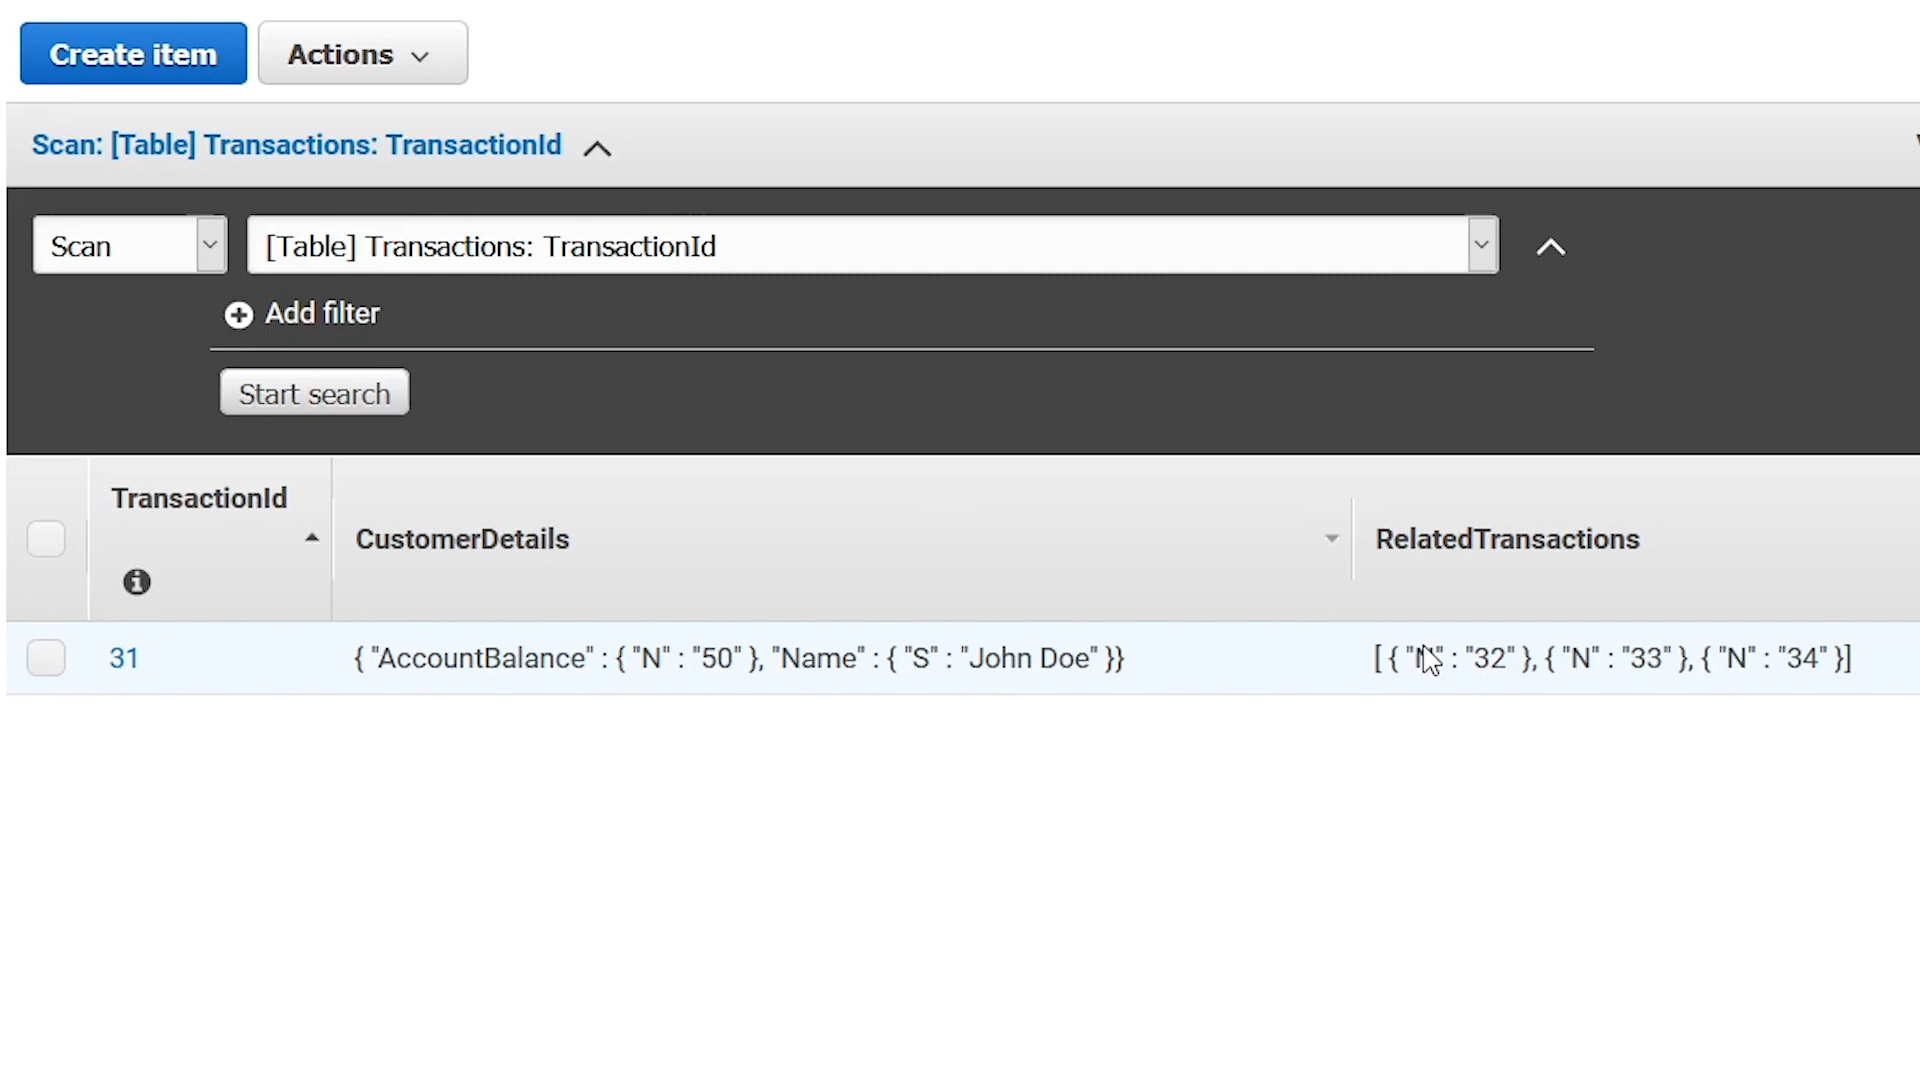 Create item Actions
Scan: [Table] Transactions: TransactionId
Scan [Table] Transactions: TransactionId
Add filter
Start search
TransactionId
CustomerDetails RelatedTransactions
31 { "AccountBalance" : { "N" : "50" }, "Name" : { "S" : "John Doe" }} [ { "N" : "32" }, { "N" : "33" }, { "N" : "34" }]